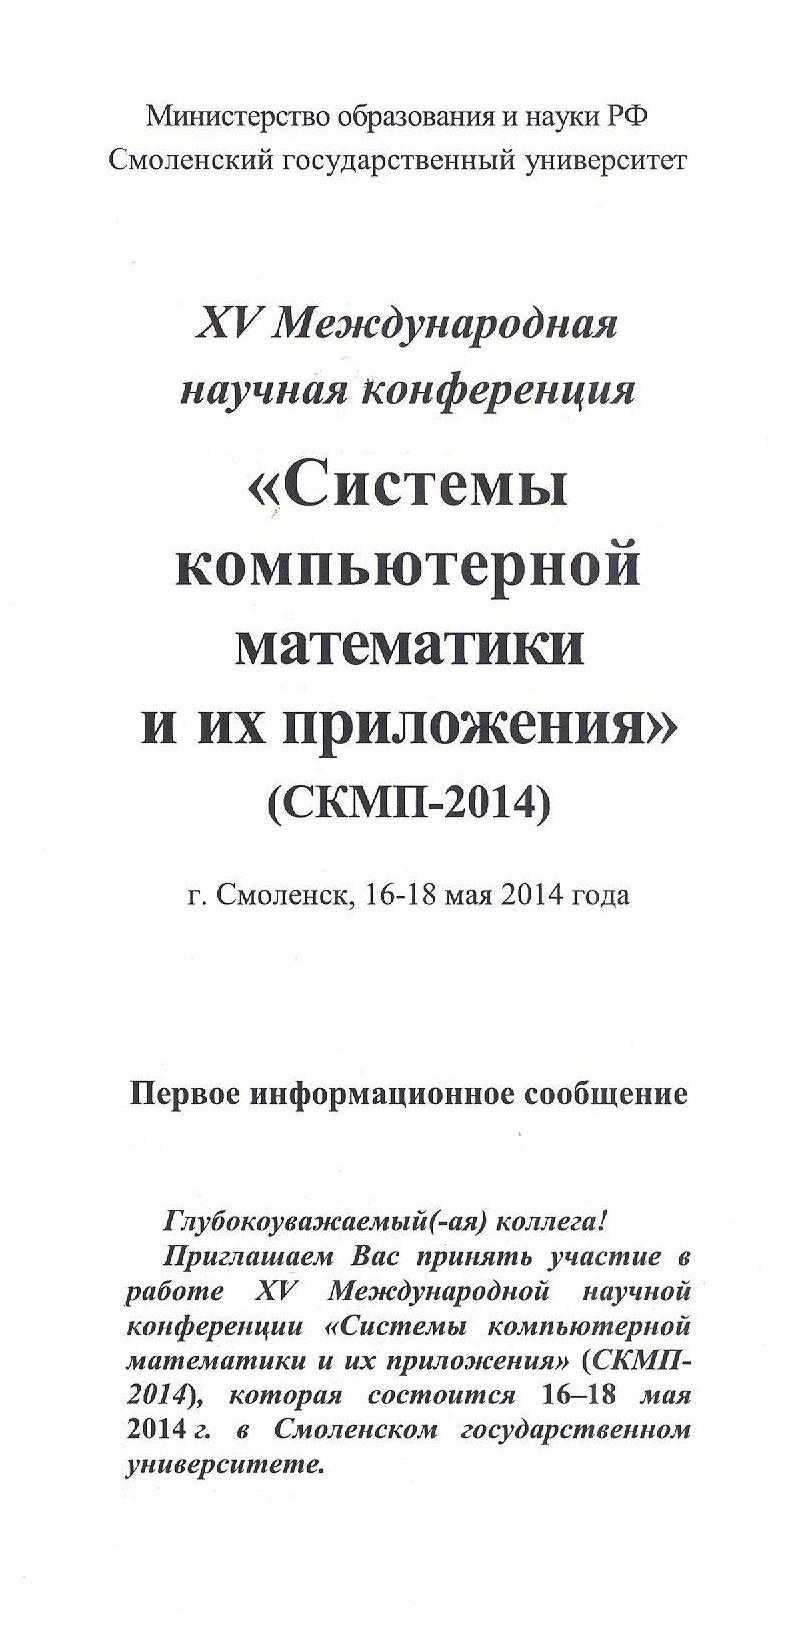 Министерство образования и науки РФ
Смоленский государственный университет
XV Международная
научная конференция
«Системы
компьютерной
математики
и их приложения»
(СКМП-2014)
г. Смоленск, 16-18 мая 2014 года
Первое информационное сообщение
Глубокоуважаемый(-ая) коллега!
Приглашаем Вас принять участие в
работе XV Международной научной
конференции «Системы компьютерной
математики и их приложения» (СКМП-
2014), которая состоится 16–18 мая
2014 г. в Смоленском государственном
университете.